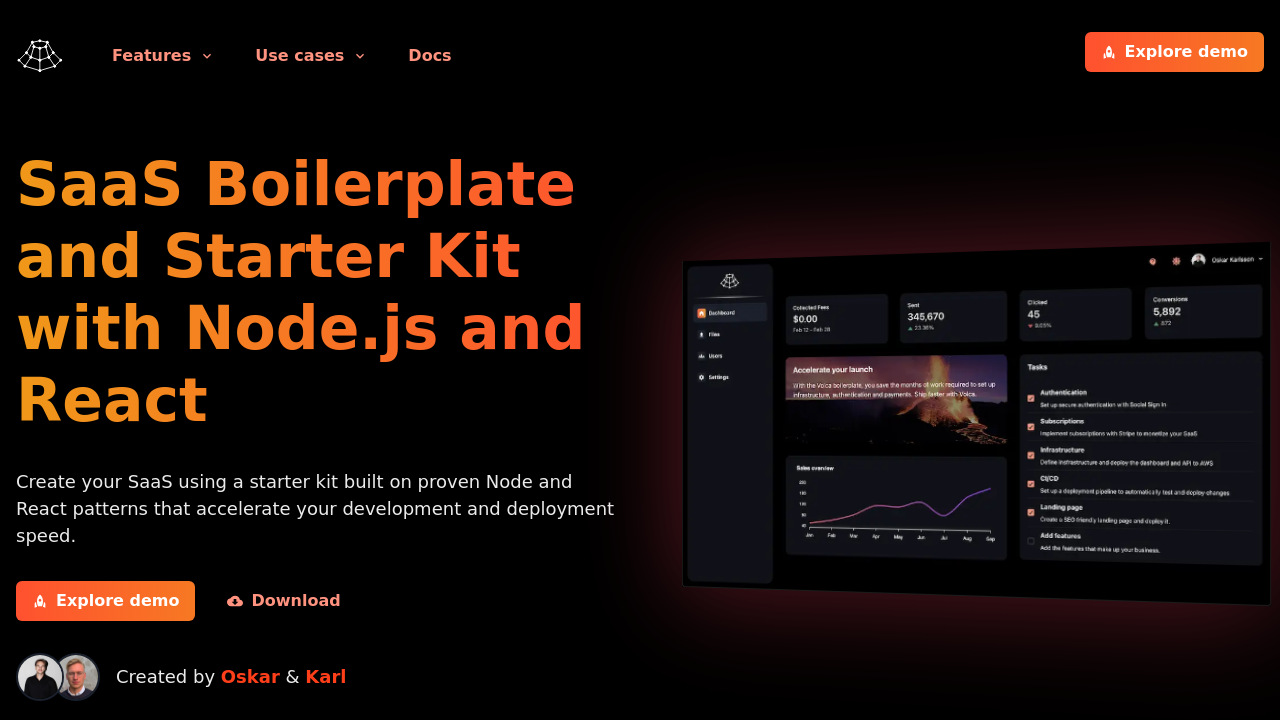 Features
Use cases
Docs
Explore demo
SaaS Boilerplate
and Starter Kit
with Node.js and
React
Create your SaaS using a starter kit built on proven Node and
React patterns that accelerate your development and deployment
speed.
Explore demo
Download
Created by Oskar & Karl
Oskar Karlsson
Dashboard
Files
Users
Settings
Collected Fees
$0.00
Feb 12 - Feb 28
Sent
345,670
23.36%
Clicked
45
9.05%
Conversions
5,892
872
Accelerate your launch
With the Volca boilerplate, you save the months of work required to set up
infrastructure, authentication and payments. Ship faster with Volca.
Sales overview
200
160
120
80
40
Jan Feb Mar Apr May Jun Jul Aug Sep
Tasks
Authentication
Set up secure authentication with Social Sign In
Subscriptions
Implement subscriptions with Stripe to monetize your SaaS
Infrastructure
Define infrastructure and deploy the dashboard and API to AWS
CI/CD
Set up a deployment pipeline to automatically test and deploy changes
Landing page
Create a SEO friendly landing page and deploy it.
Add features
Add the features that make up your business.